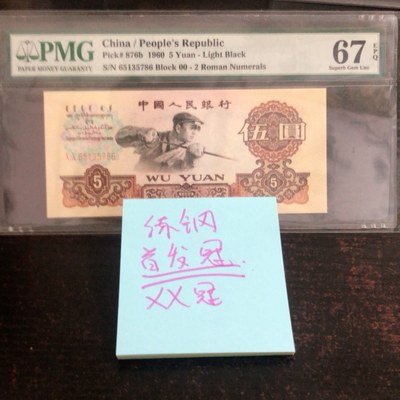 PMG
PAPER MONEY GUARANTY
China / People's Republic
Pick# 876b 1960 5 Yuan - Light Black
S/N 65135786 Block 00 - 2 Roman Numerals
67 EPQ
Superb Gem Unc
中國人民銀行
伍圓
5
WU YUAN
5
炼钢
首发冠
XX冠